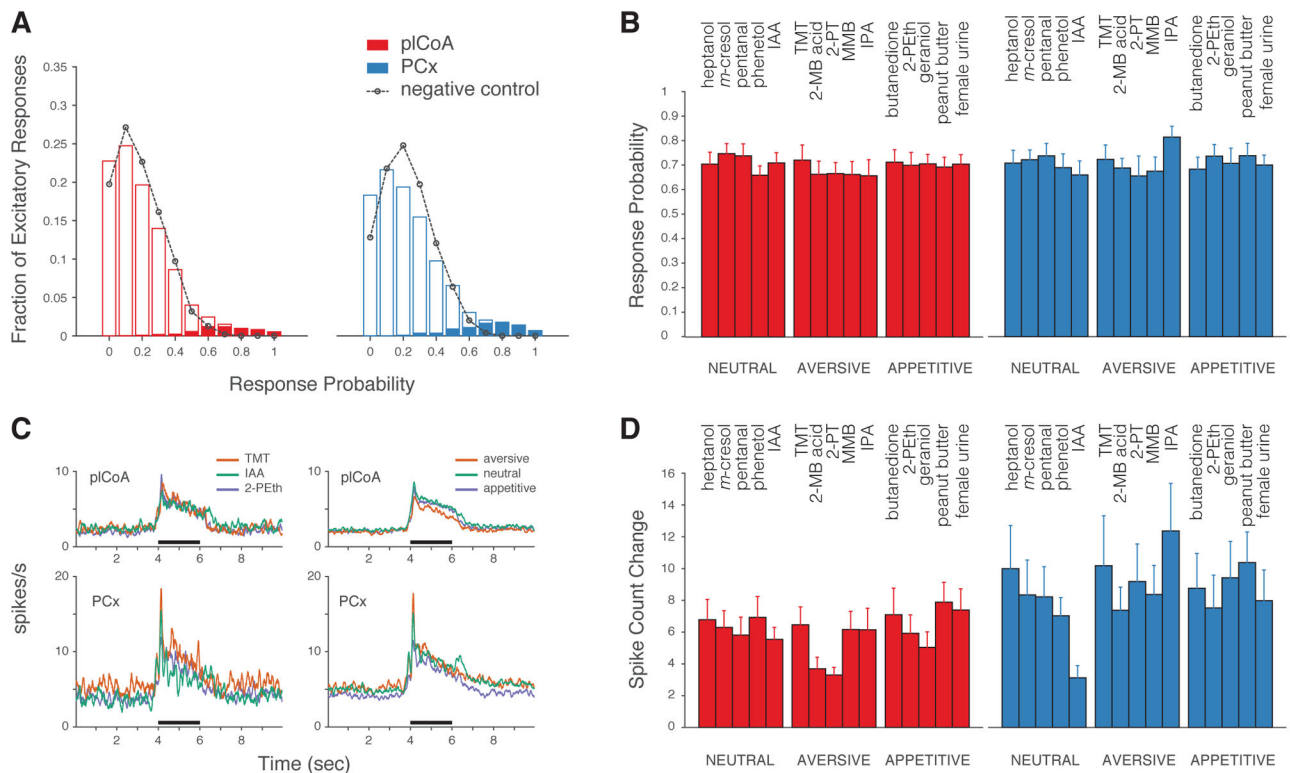 A
plCoA
PCx
negative control
Fraction of Excitatory Responses
0.35
0.3
0.25
0.2
0.15
0.1
0.05
0
0 0.2 0.4 0.6 0.8 1
0 0.2 0.4 0.6 0.8 1
Response Probability
B
heptanol
m-cresol
pentanal
phenetol
IAA
TMT
2-MB acid
2-PT
MMB
IPA
butanedione
2-PEth
geraniol
peanut butter
female urine
heptanol
m-cresol
pentanal
phenetol
IAA
TMT
2-MB acid
2-PT
MMB
IPA
butanedione
2-PEth
geraniol
peanut butter
female urine
Response Probability
1
0.9
0.8
0.7
0.6
0.5
0.4
0.3
0.2
0.1
0
NEUTRAL AVERSIVE APPETITIVE
NEUTRAL AVERSIVE APPETITIVE
C
plCoA
TMT
IAA
2-PEth
10
5
0
2 4 6 8
plCoA
aversive
neutral
appetitive
10
5
0
2 4 6 8
spikes/s
PCx
20
10
0
2 4 6 8
PCx
20
10
0
2 4 6 8
Time (sec)
D
heptanol
m-cresol
pentanal
phenetol
IAA
TMT
2-MB acid
2-PT
MMB
IPA
butanedione
2-PEth
geraniol
peanut butter
female urine
heptanol
m-cresol
pentanal
phenetol
IAA
TMT
2-MB acid
2-PT
MMB
IPA
butanedione
2-PEth
geraniol
peanut butter
female urine
Spike Count Change
16
14
12
10
8
6
4
2
0
NEUTRAL AVERSIVE APPETITIVE
NEUTRAL AVERSIVE APPETITIVE